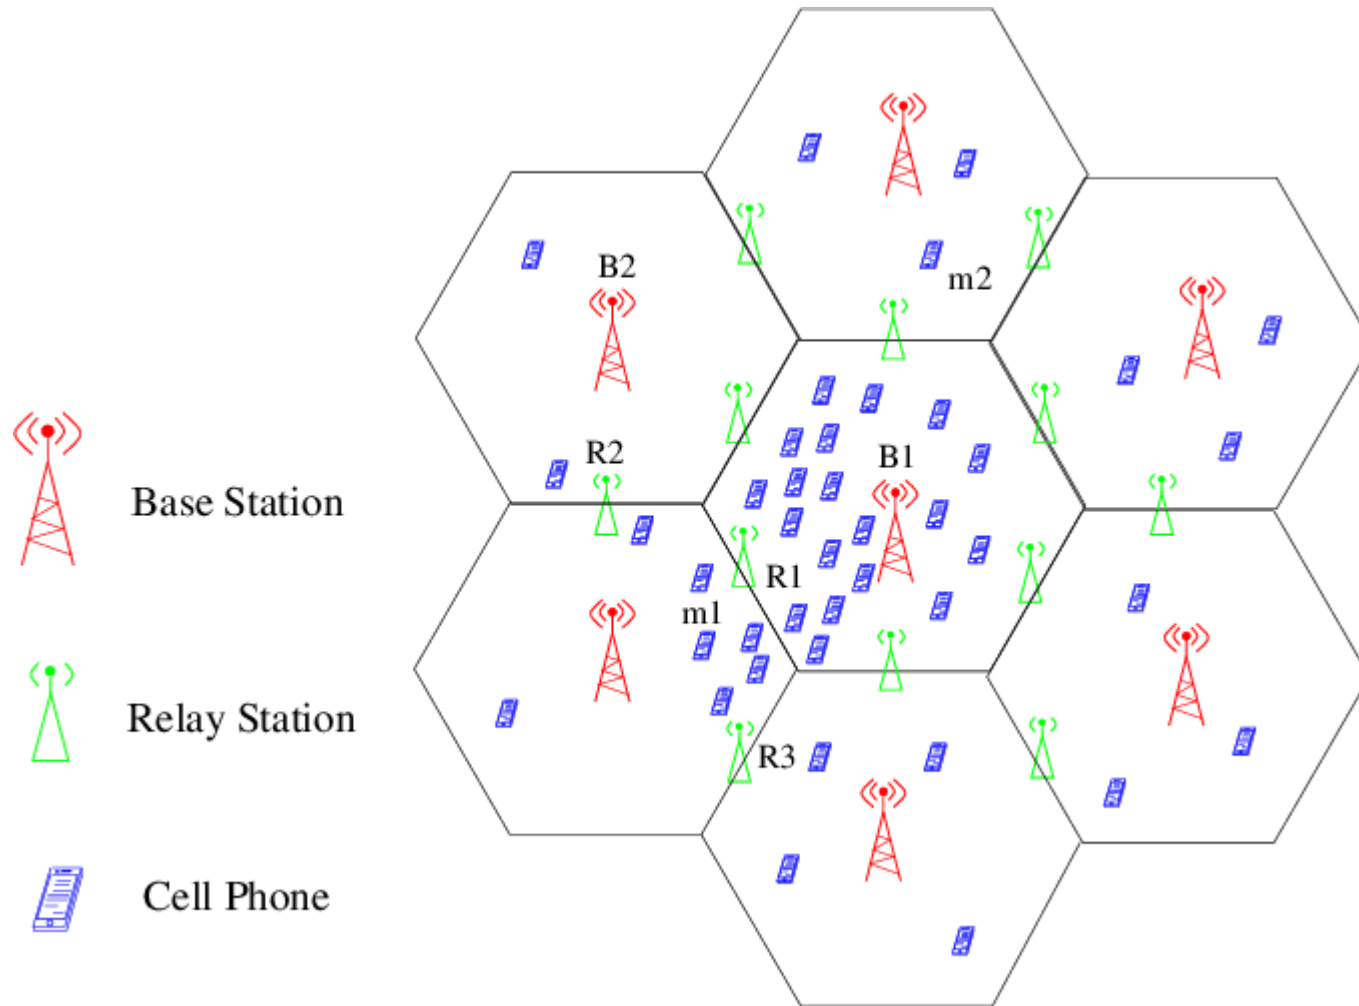 B2
m2
R2
B1
Base Station
R1
m1
Relay Station
R3
Cell Phone